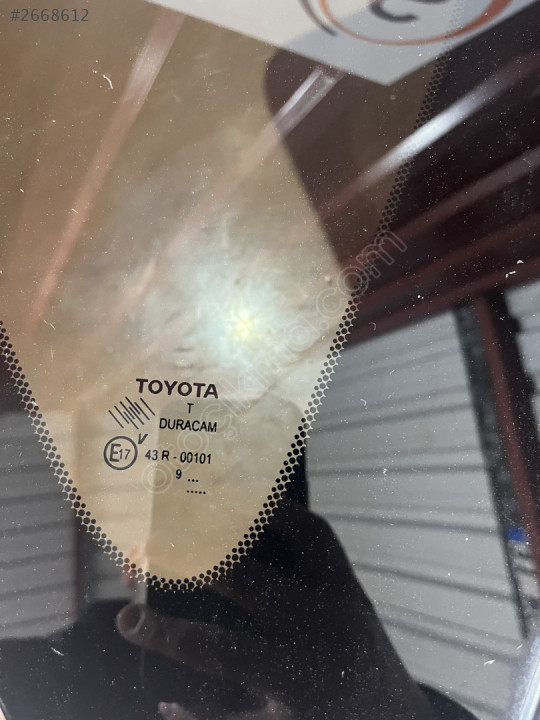 #2668612
TOYOTA
T
DURACAM
V
E17 43 R - 00101
9 ...
.....